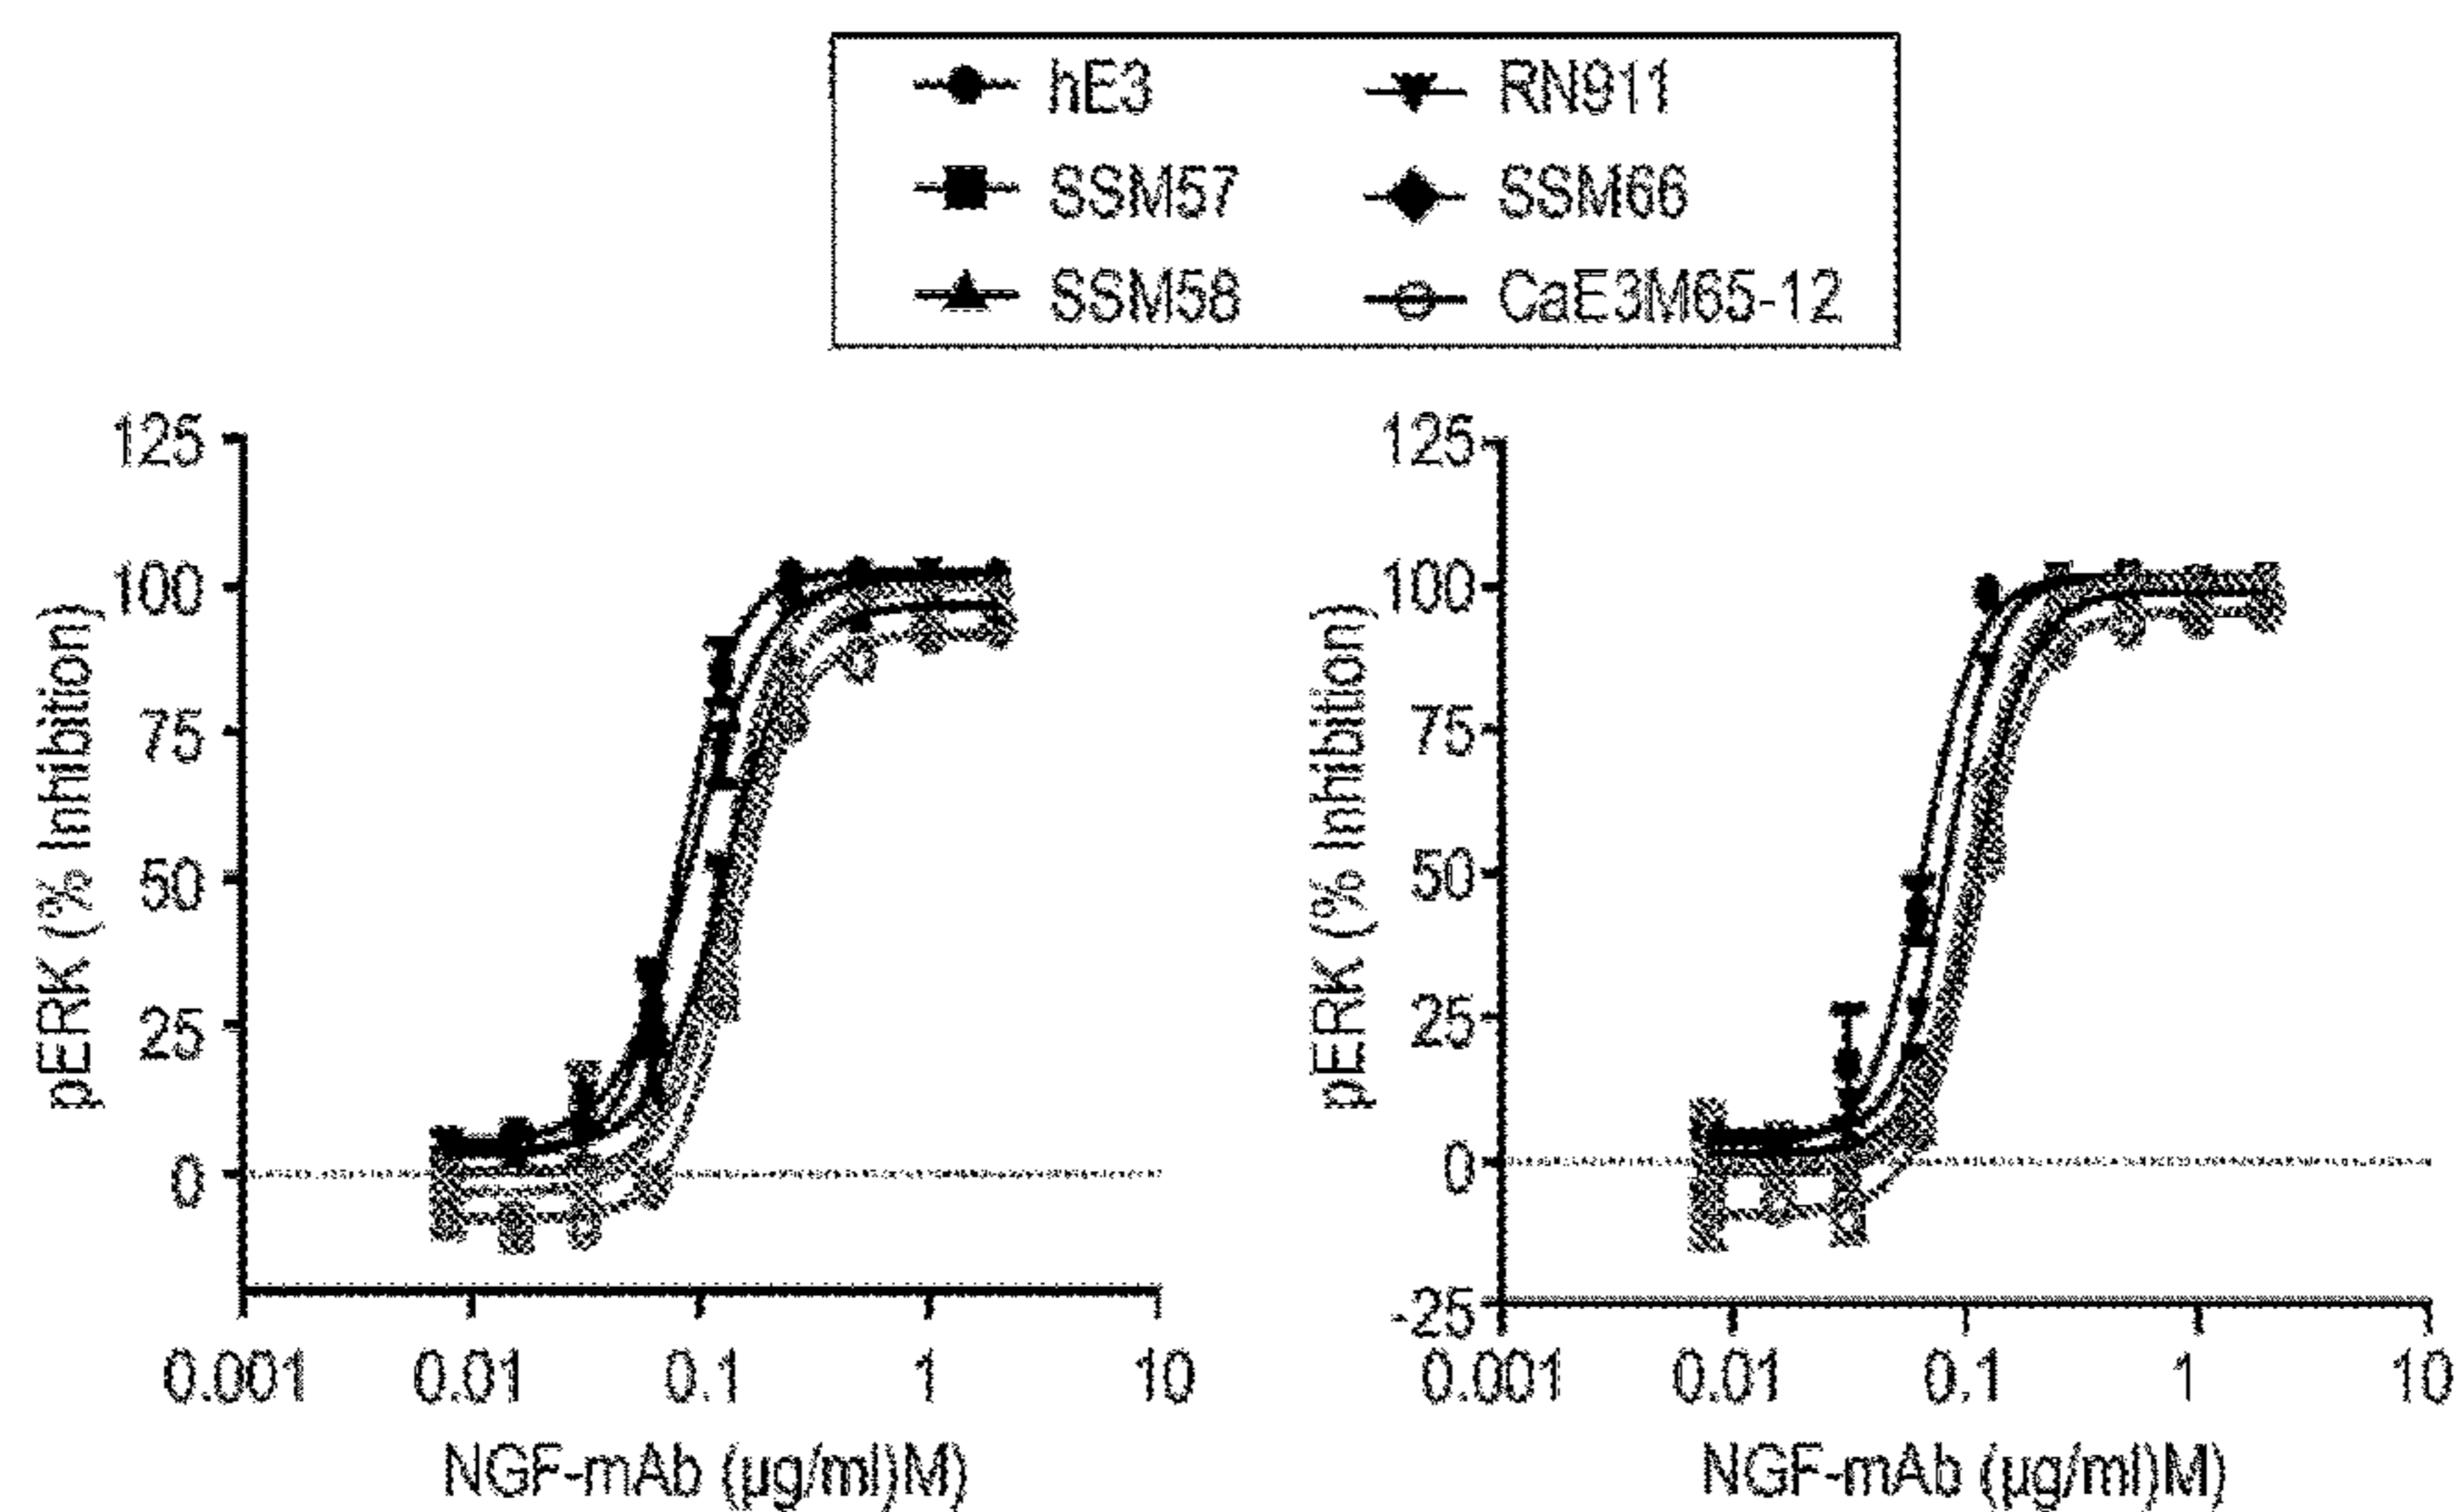 hE3 RN911
SSM57 SSM66
SSM58 CaE3M65-12
125
100
75
50
25
0
pERK (% Inhibition)
0.001 0.01 0.1 1 10
NGF-mAb (µg/ml)M)
125
100
75
50
25
0
-25
pERK (% Inhibition)
0.001 0.01 0.1 1 10
NGF-mAb (µg/ml)M)